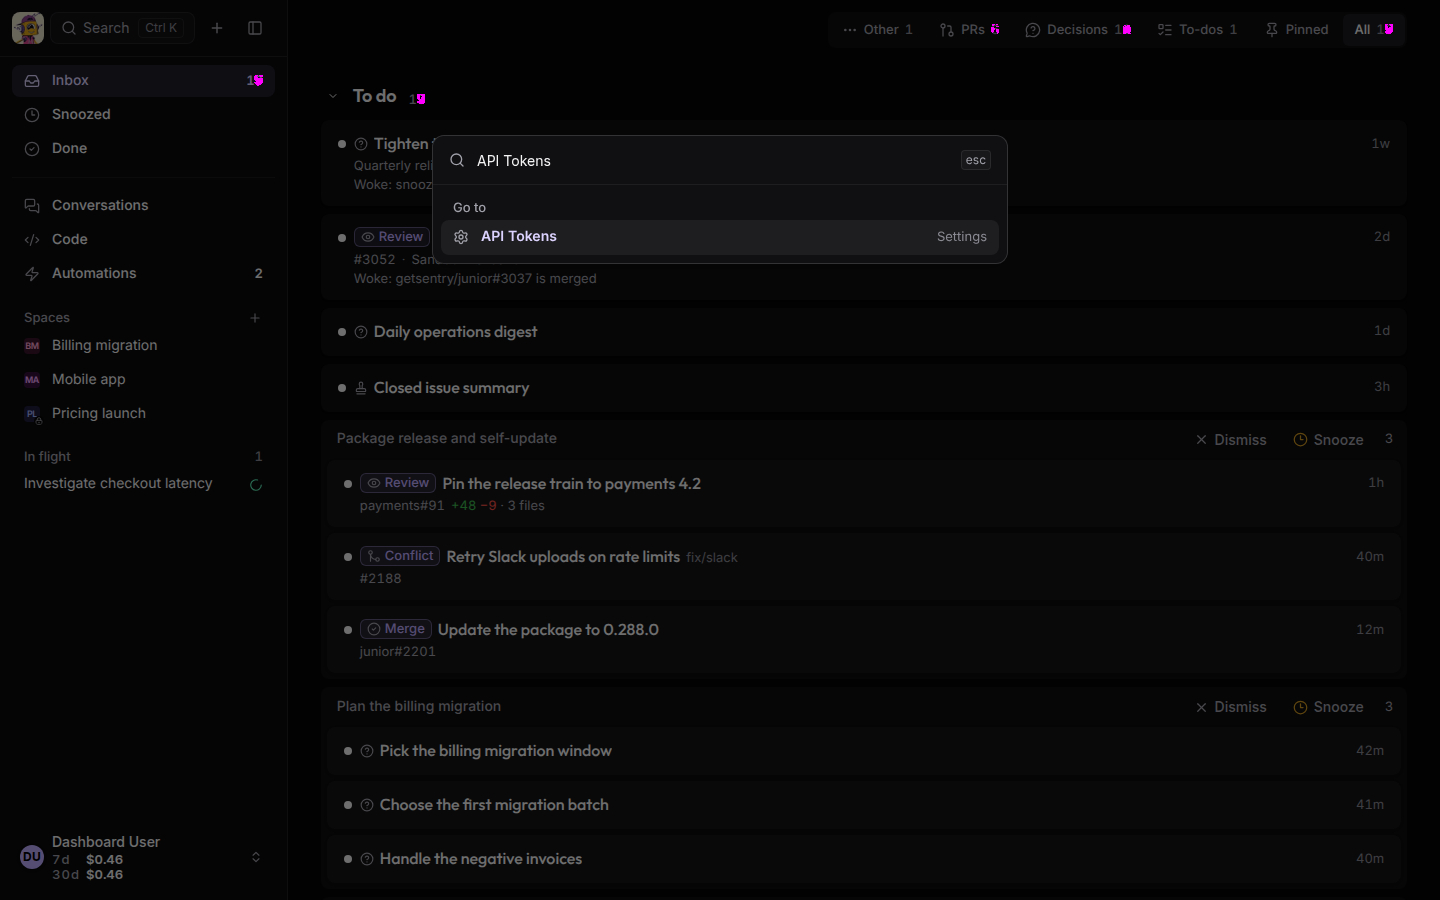 Search Ctrl K
Inbox
Snoozed
Done
Conversations
Code
Automations 2
Spaces
BM Billing migration
MA Mobile app
PL Pricing launch
In flight 1
Investigate checkout latency
DU Dashboard User
7d $0.46
30d $0.46
Other 1 PRs Decisions To-dos 1 Pinned All
To do
Tighten 1w
Quarterly
Woke:
API Tokens esc
Go to
API Tokens Settings
Review 2d
#3052 ·
Woke: getsentry/junior#3037 is merged
Daily operations digest 1d
Closed issue summary 3h
Package release and self-update Dismiss Snooze 3
Review Pin the release train to payments 4.2 1h
payments#91 +48 −9 · 3 files
Conflict Retry Slack uploads on rate limits fix/slack 40m
#2188
Merge Update the package to 0.288.0 12m
junior#2201
Plan the billing migration Dismiss Snooze 3
Pick the billing migration window 42m
Choose the first migration batch 41m
Handle the negative invoices 40m